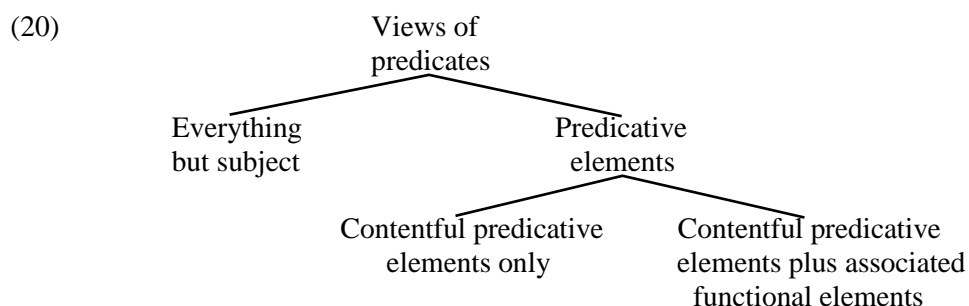 (20) Views of
predicates
Everything Predicative
but subject elements
Contentful predicative Contentful predicative
elements only elements plus associated
functional elements